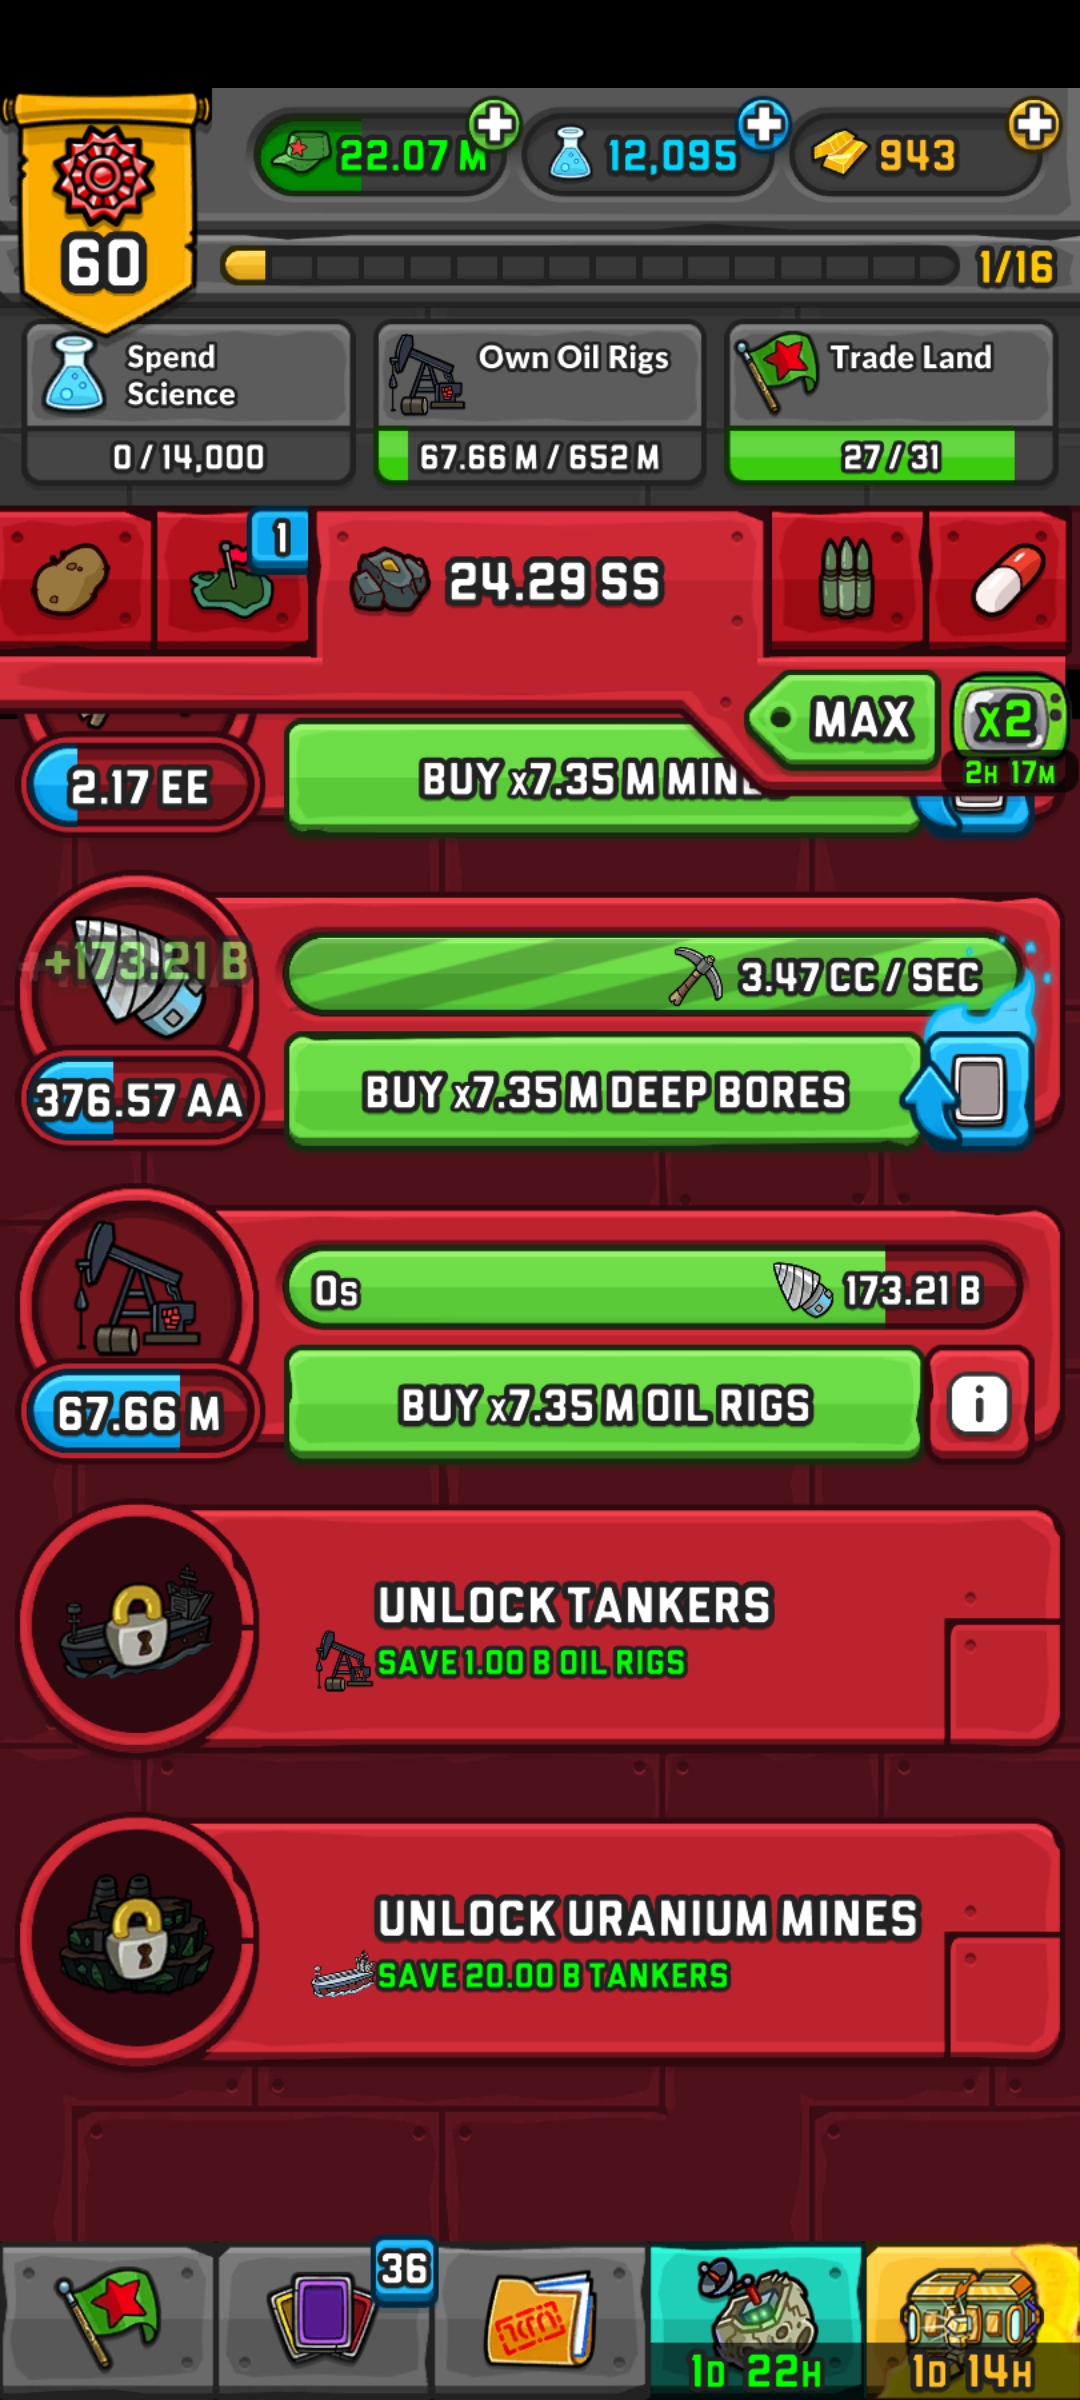 22.07 M
12,095
943
60
1/16
Spend
Science
0 / 14,000
Own Oil Rigs
67.66 M / 652 M
Trade Land
27 / 31
1
24.29 SS
MAX
x2
2H 17M
2.17 EE
BUY x7.35 M MINE
+173.21 B
3.47 CC / SEC
376.57 AA
BUY x7.35 M DEEP BORES
0s
173.21 B
67.66 M
BUY x7.35 M OIL RIGS
i
UNLOCK TANKERS
SAVE 1.00 B OIL RIGS
UNLOCK URANIUM MINES
SAVE 20.00 B TANKERS
36
1D 22H
1D 14H